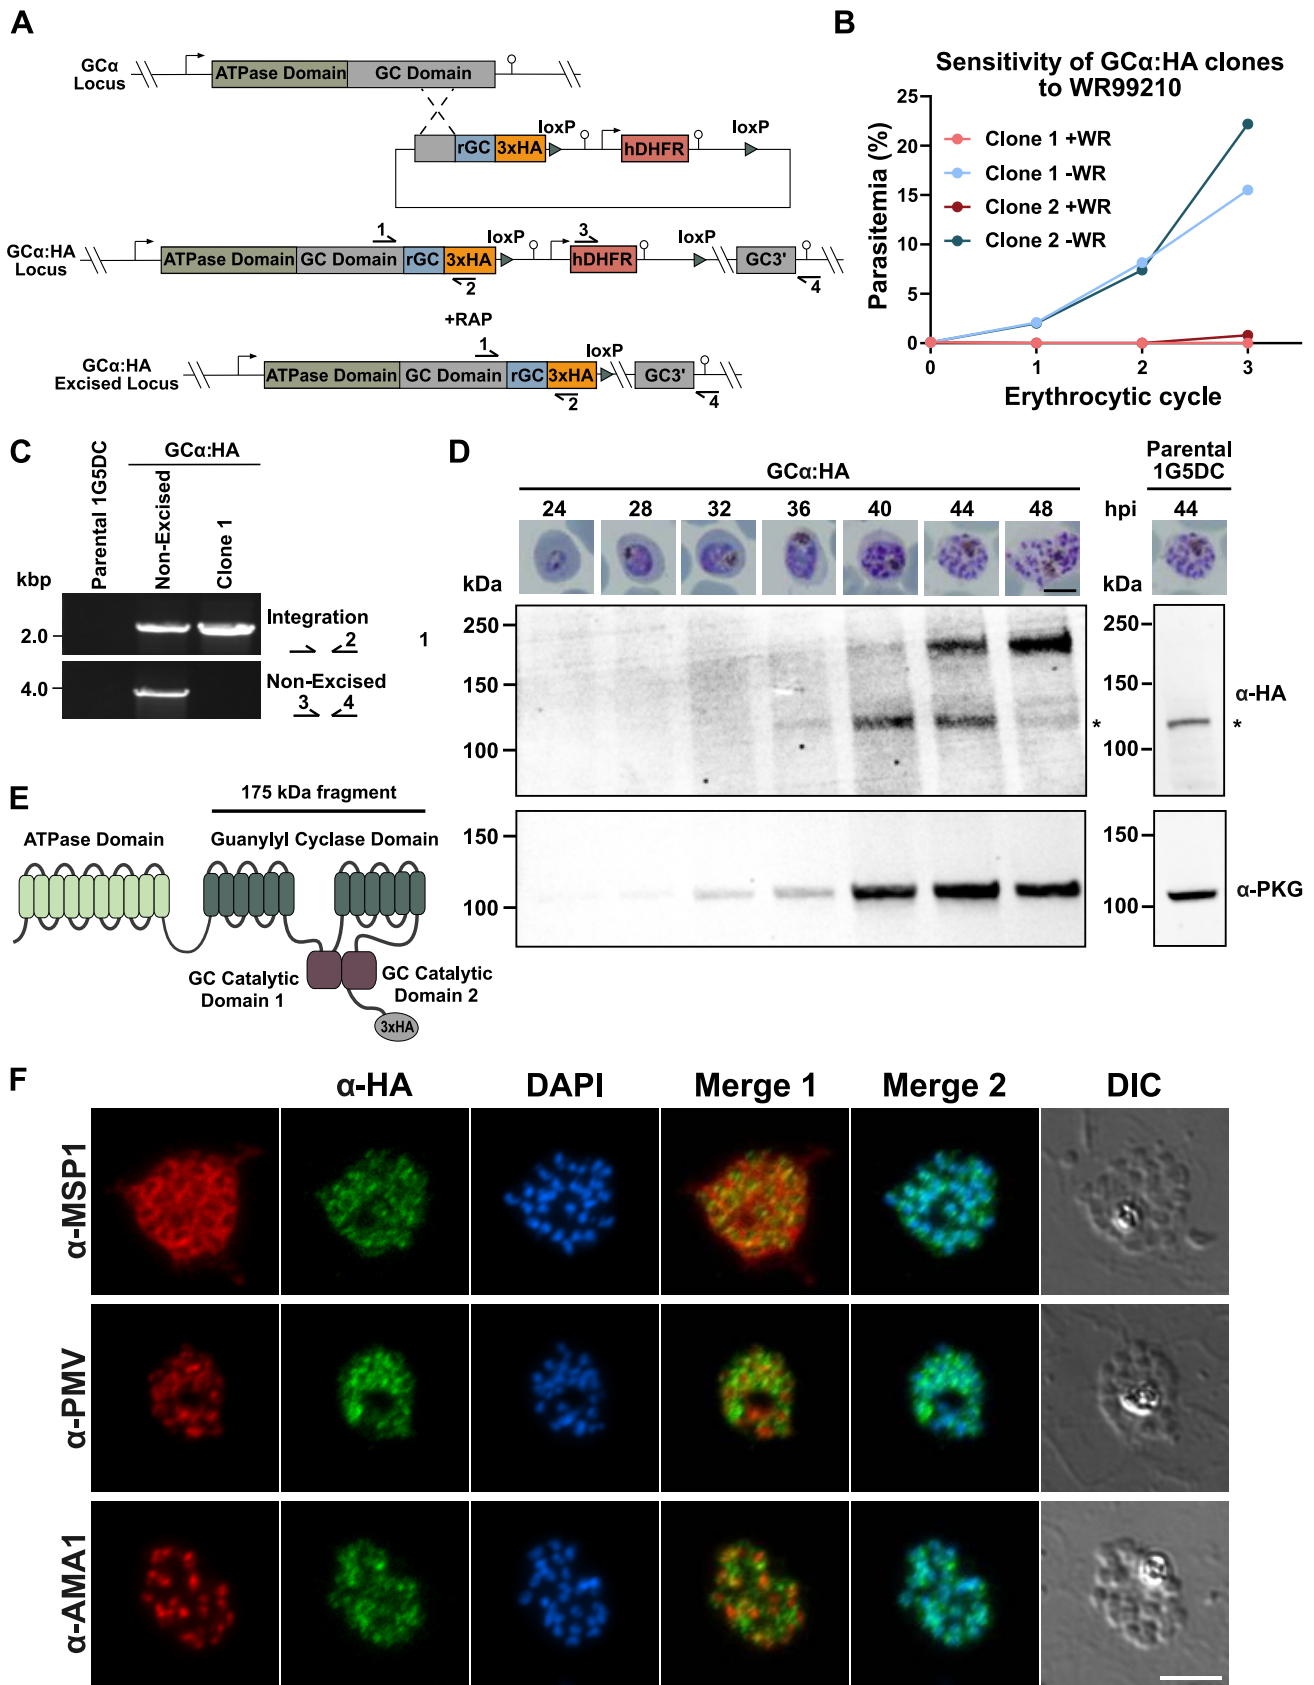 A
GCα
Locus
ATPase Domain
GC Domain
rGC
3xHA
loxP
hDHFR
loxP
GCα:HA
Locus
ATPase Domain
GC Domain
1
rGC
3xHA
2
loxP
3
hDHFR
loxP
GC3'
4
+RAP
GCα:HA
Excised Locus
ATPase Domain
GC Domain
1
rGC
3xHA
2
loxP
GC3'
4
B
Sensitivity of GCα:HA clones
to WR99210
Parasitemia (%)
25
20
15
10
5
0
0 1 2 3
Erythrocytic cycle
Clone 1 +WR
Clone 1 -WR
Clone 2 +WR
Clone 2 -WR
C
GCα:HA
Parental 1G5DC
Non-Excised
Clone 1
kbp
2.0
4.0
Integration
2
1
Non-Excised
3 4
D
GCα:HA
24 28 32 36 40 44 48 hpi
kDa
250
150
100
*
150
100
Parental
1G5DC
44
kDa
250
150
100
α-HA
*
150
100
α-PKG
E
175 kDa fragment
ATPase Domain
Guanylyl Cyclase Domain
GC Catalytic
Domain 1
GC Catalytic
Domain 2
3xHA
F
α-HA DAPI Merge 1 Merge 2 DIC
α-MSP1
α-PMV
α-AMA1